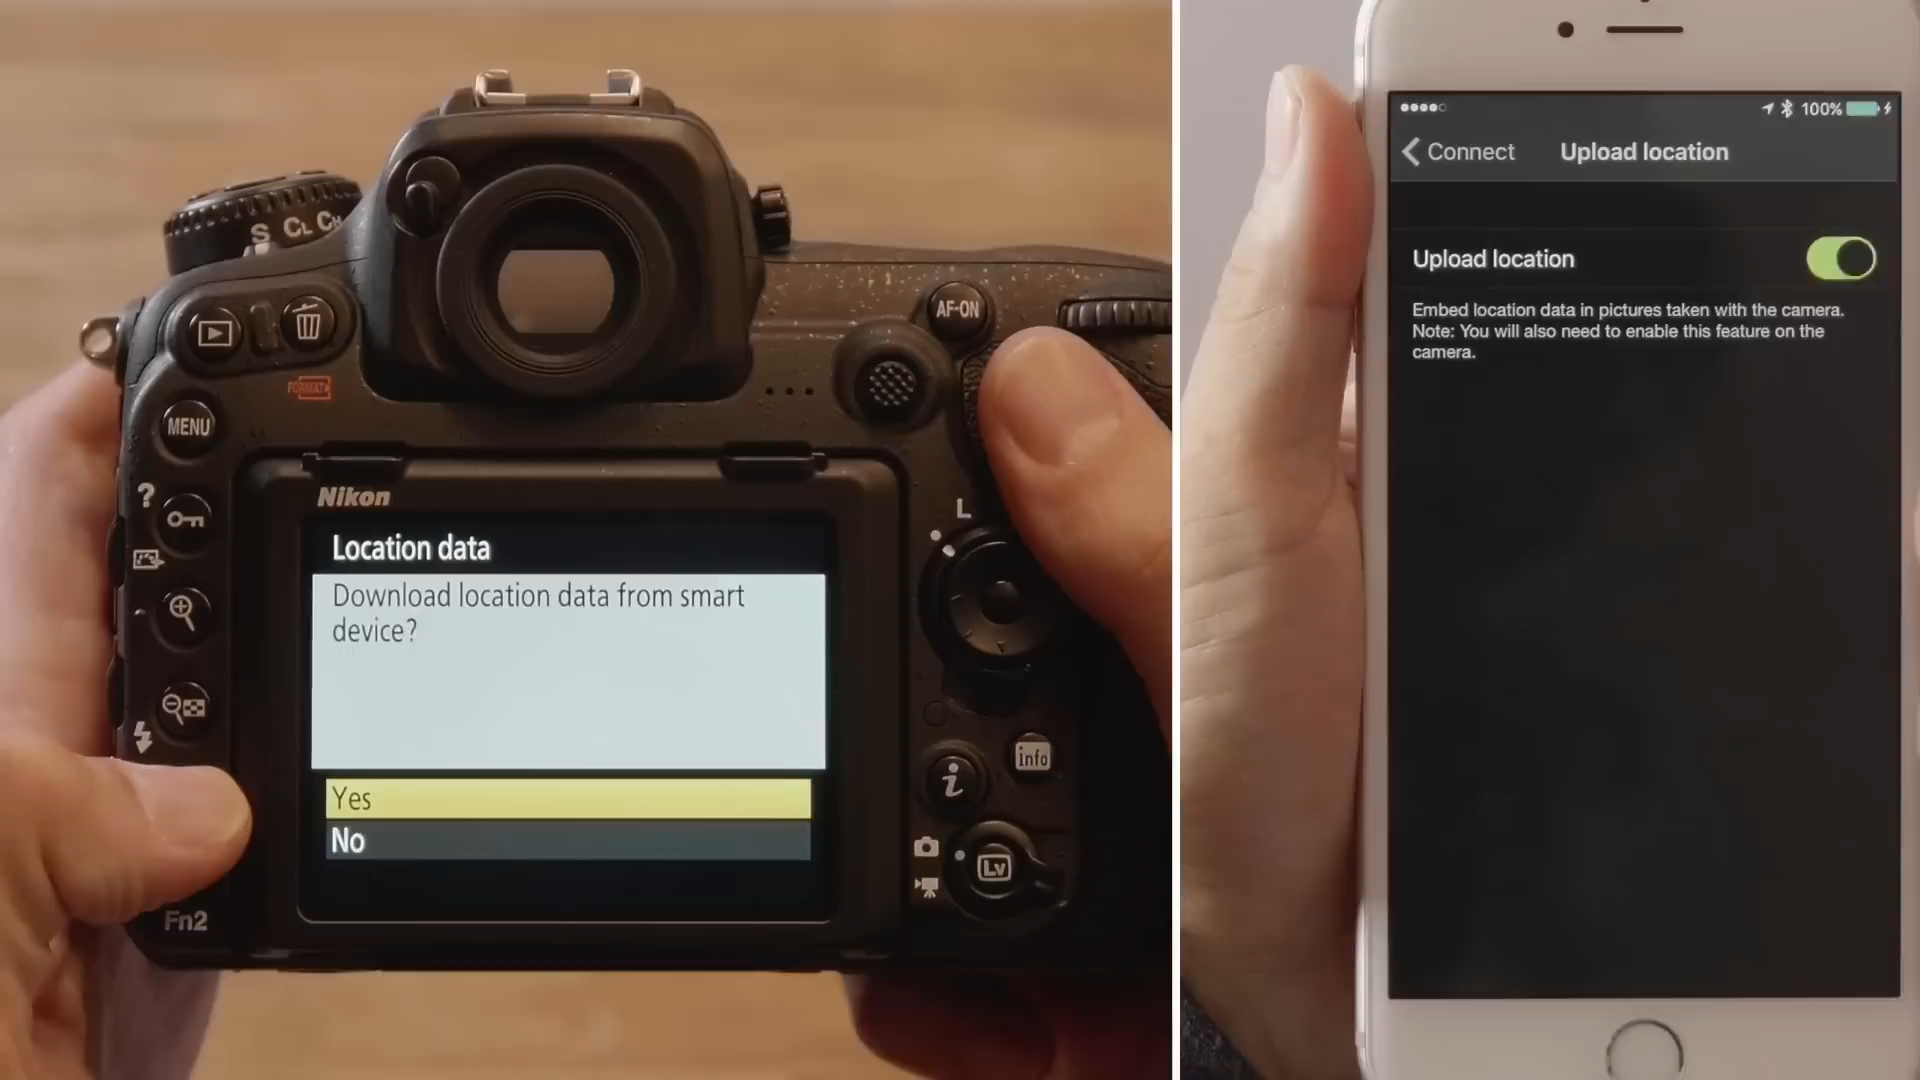 S CL CH
AF-ON
FORMAT
MENU
?
Nikon
L
Location data
Download location data from smart
device?
Yes
No
i
info
Lv
Fn2
100%
Connect
Upload location
Upload location
Embed location data in pictures taken with the camera.
Note: You will also need to enable this feature on the
camera.